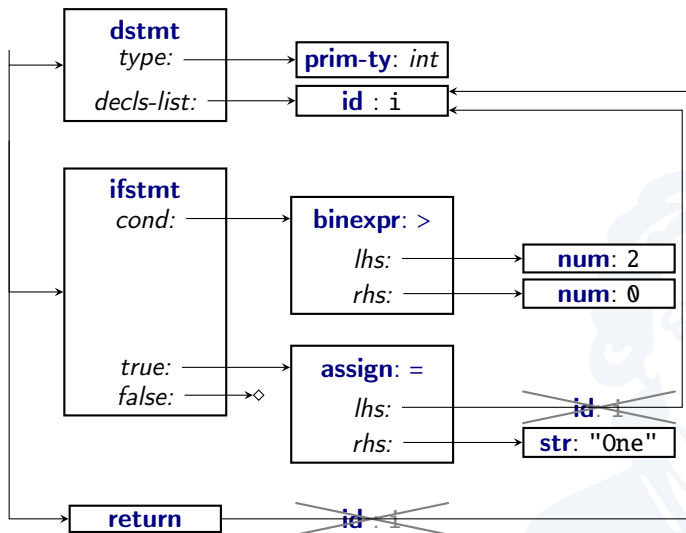 dstmt
type:
prim-ty: int
decls-list:
id : i
ifstmt
cond:
binexpr: >
lhs:
num: 2
rhs:
num: 0
true:
assign: =
false:
lhs:
id: i
rhs:
str: "One"
return
id: i